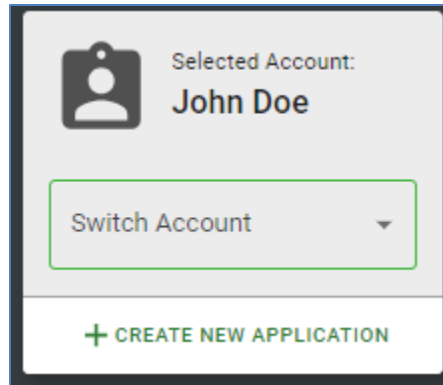 Selected Account:
John Doe
Switch Account
+ CREATE NEW APPLICATION